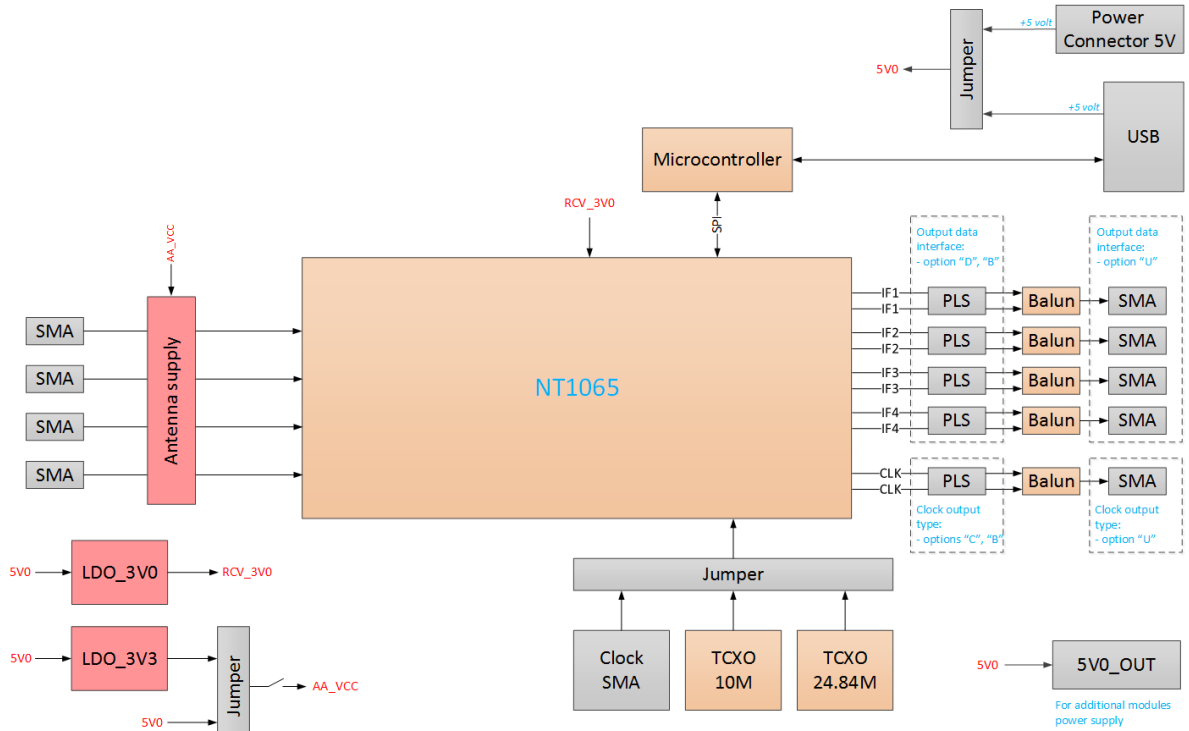 Power
Connector 5V
+5 volt
Jumper
5V0
+5 volt
USB
Microcontroller
SPI
RCV_3V0
AA_VCC
Antenna supply
SMA
SMA
SMA
SMA
NT1065
Output data
interface:
- option “D”, “B”
Output data
interface:
- option “U”
IF1
IF1
PLS
Balun
SMA
IF2
IF2
PLS
Balun
SMA
IF3
IF3
PLS
Balun
SMA
IF4
IF4
PLS
Balun
SMA
CLK
CLK
PLS
Balun
SMA
Clock output
type:
- options “C”, “B”
Clock output
type:
- option “U”
5V0
LDO_3V0
RCV_3V0
5V0
LDO_3V3
Jumper
AA_VCC
5V0
Jumper
Clock
SMA
TCXO
10M
TCXO
24.84M
5V0
5V0_OUT
For additional modules
power supply